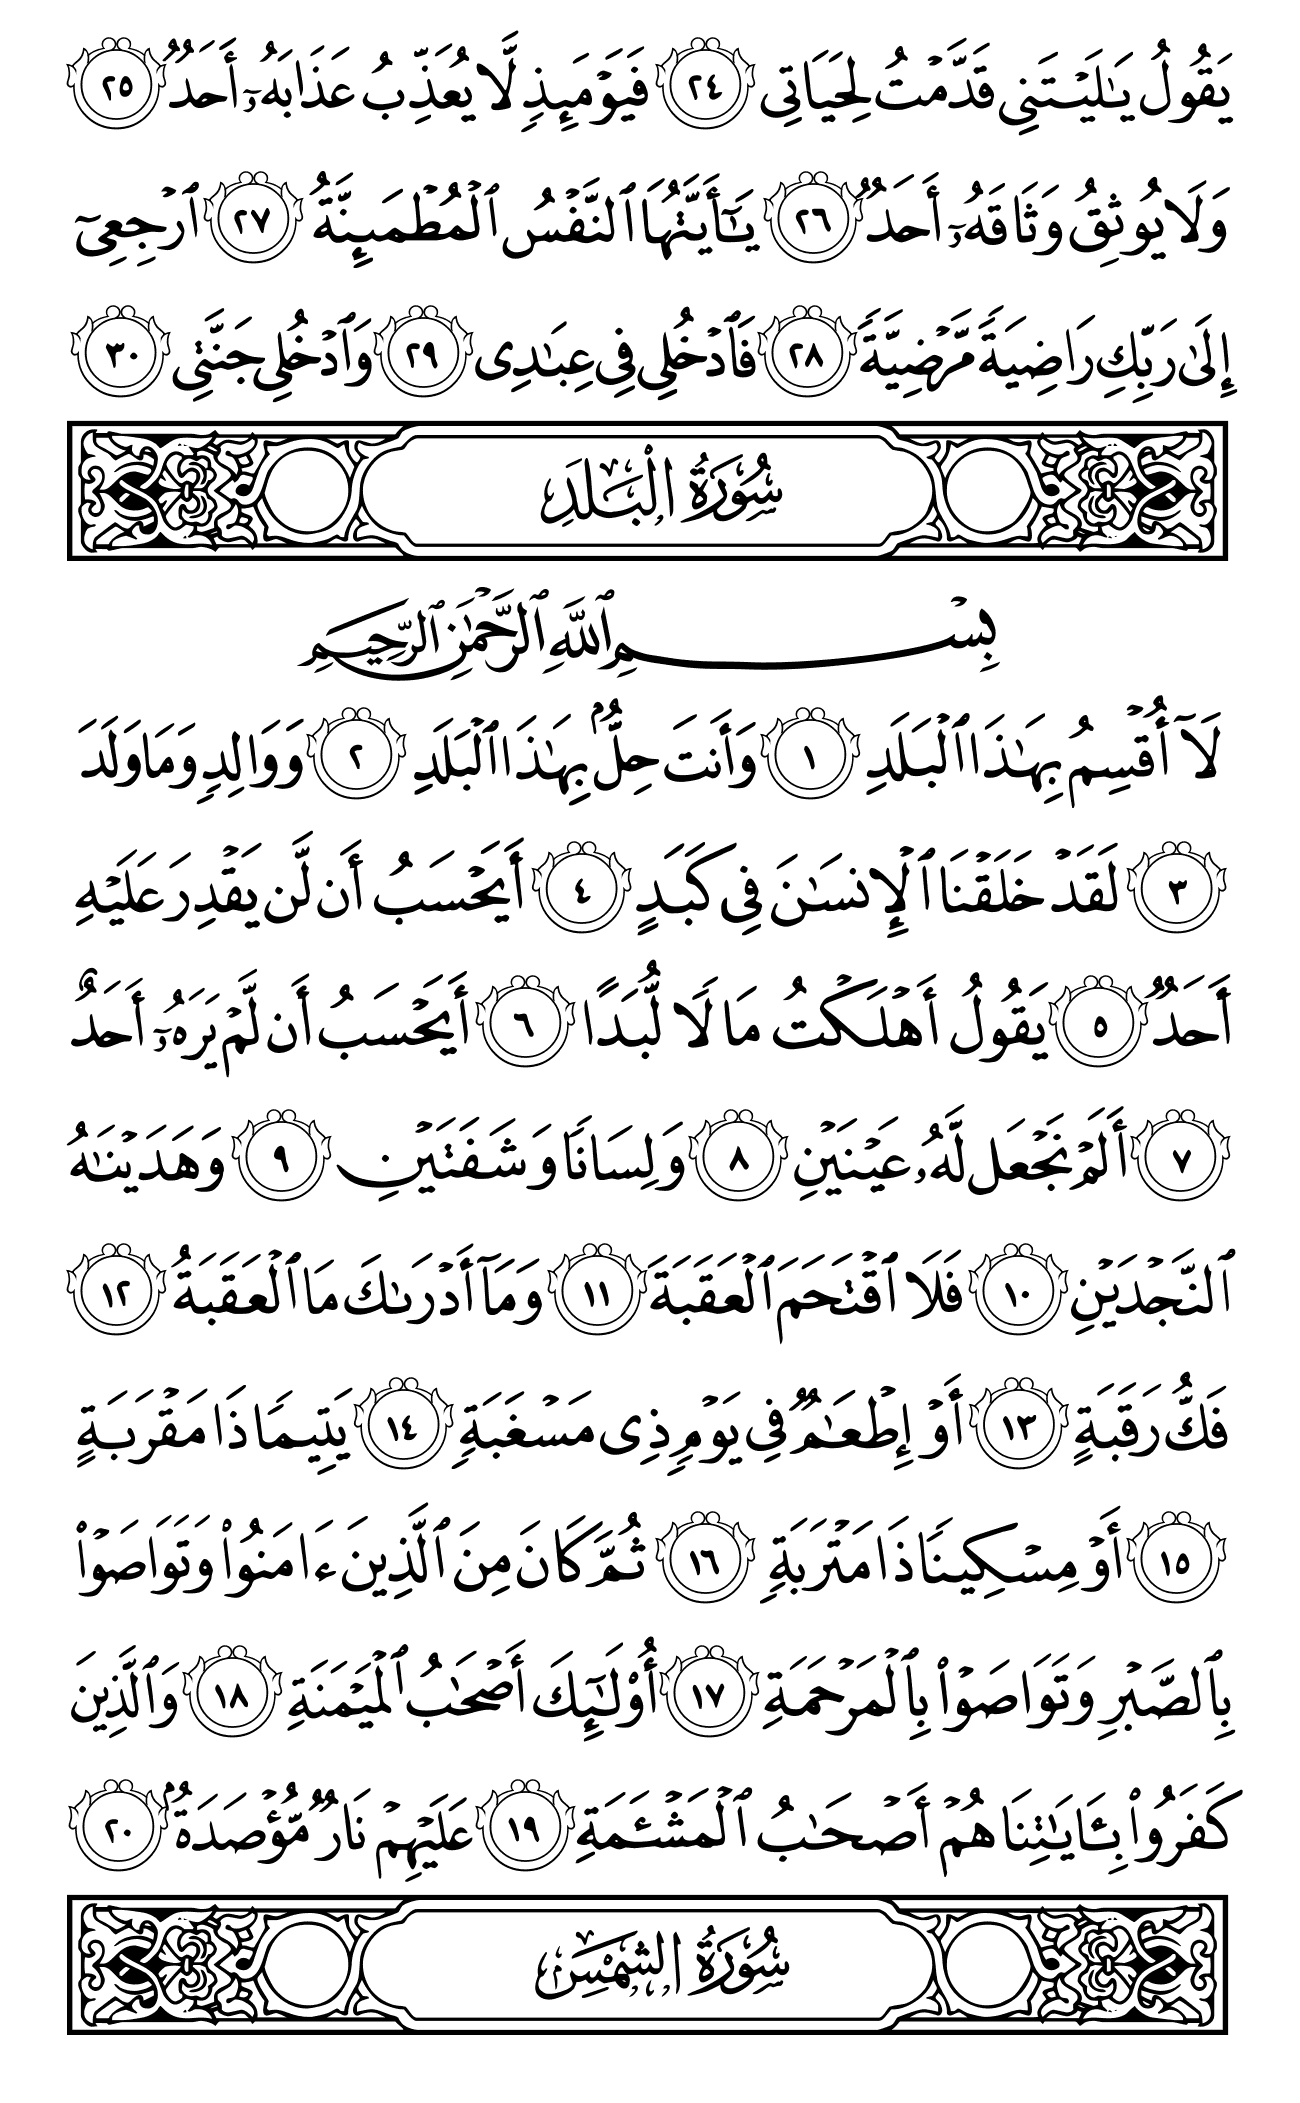 يَقُولُ يَٰلَيْتَنِى قَدَّمْتُ لِحَيَاتِى ٢٤ فَيَوْمَئِذٍ لَّا يُعَذِّبُ عَذَابَهُۥٓ أَحَدٌ ٢٥
وَلَا يُوثِقُ وَثَاقَهُۥٓ أَحَدٌ ٢٦ يَٰٓأَيَّتُهَا ٱلنَّفْسُ ٱلْمُطْمَئِنَّةُ ٢٧ ٱرْجِعِىٓ
إِلَىٰ رَبِّكِ رَاضِيَةً مَّرْضِيَّةً ٢٨ فَٱدْخُلِى فِى عِبَٰدِى ٢٩ وَٱدْخُلِى جَنَّتِى ٣٠
سُورَةُ الْبَلَدِ
بِسْمِ ٱللَّهِ ٱلرَّحْمَٰنِ ٱلرَّحِيمِ
لَآ أُقْسِمُ بِهَٰذَا ٱلْبَلَدِ ١ وَأَنتَ حِلٌّۢ بِهَٰذَا ٱلْبَلَدِ ٢ وَوَالِدٍ وَمَا وَلَدَ
٣ لَقَدْ خَلَقْنَا ٱلْإِنسَٰنَ فِى كَبَدٍ ٤ أَيَحْسَبُ أَن لَّن يَقْدِرَ عَلَيْهِ
أَحَدٌ ٥ يَقُولُ أَهْلَكْتُ مَالًا لُّبَدًا ٦ أَيَحْسَبُ أَن لَّمْ يَرَهُۥٓ أَحَدٌ
٧ أَلَمْ نَجْعَل لَّهُۥ عَيْنَيْنِ ٨ وَلِسَانًا وَشَفَتَيْنِ ٩ وَهَدَيْنَٰهُ
ٱلنَّجْدَيْنِ ١٠ فَلَا ٱقْتَحَمَ ٱلْعَقَبَةَ ١١ وَمَآ أَدْرَىٰكَ مَا ٱلْعَقَبَةُ ١٢
فَكُّ رَقَبَةٍ ١٣ أَوْ إِطْعَٰمٌ فِى يَوْمٍ ذِى مَسْغَبَةٍ ١٤ يَتِيمًا ذَا مَقْرَبَةٍ
١٥ أَوْ مِسْكِينًا ذَا مَتْرَبَةٍ ١٦ ثُمَّ كَانَ مِنَ ٱلَّذِينَ ءَامَنُوا۟ وَتَوَاصَوْا۟
بِٱلصَّبْرِ وَتَوَاصَوْا۟ بِٱلْمَرْحَمَةِ ١٧ أُو۟لَٰٓئِكَ أَصْحَٰبُ ٱلْمَيْمَنَةِ ١٨ وَٱلَّذِينَ
كَفَرُوا۟ بِـَٔايَٰتِنَا هُمْ أَصْحَٰبُ ٱلْمَشْـَٔمَةِ ١٩ عَلَيْهِمْ نَارٌ مُّؤْصَدَةٌۢ ٢٠
سُورَةُ الشَّمْسِ